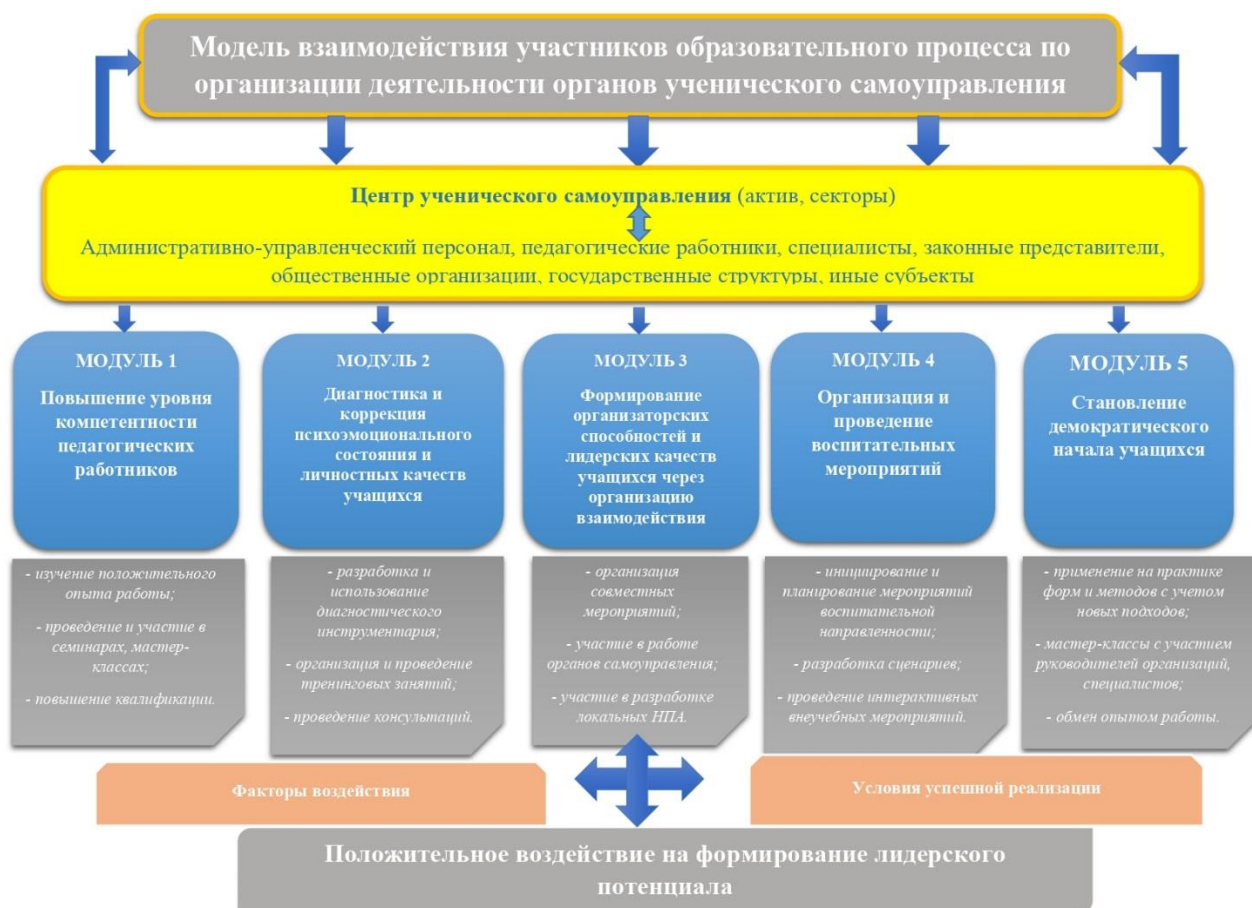 Модель взаимодействия участников образовательного процесса по
организации деятельности органов ученического самоуправления
Центр ученического самоуправления (актив, секторы)
Административно-управленческий персонал, педагогические работники, специалисты, законные представители,
общественные организации, государственные структуры, иные субъекты
МОДУЛЬ 1
Повышение уровня
компетентности
педагогических
работников
МОДУЛЬ 2
Диагностика и
коррекция
психоэмоционального
состояния и
личностных качеств
учащихся
МОДУЛЬ 3
Формирование
организаторских
способностей и
лидерских качеств
учащихся через
организацию
взаимодействия
МОДУЛЬ 4
Организация и
проведение
воспитательных
мероприятий
МОДУЛЬ 5
Становление
демократического
начала учащихся
- изучение положительного
опыта работы;
- проведение и участие в
семинарах, мастер-
классах;
- повышение квалификации.
- разработка и
использование
диагностического
инструментария;
- организация и проведение
тренинговых занятий;
- проведение консультаций.
- организация
совместных
мероприятий;
- участие в работе
органов самоуправления;
- участие в разработке
локальных НПА.
- инициирование и
планирование мероприятий
воспитательной
направленности;
- разработка сценариев;
- проведение интерактивных
внеучебных мероприятий.
- применение на практике
форм и методов с учетом
новых подходов;
- мастер-классы с участием
руководителей организаций,
специалистов;
- обмен опытом работы.
Факторы воздействия
Условия успешной реализации
Положительное воздействие на формирование лидерского
потенциала